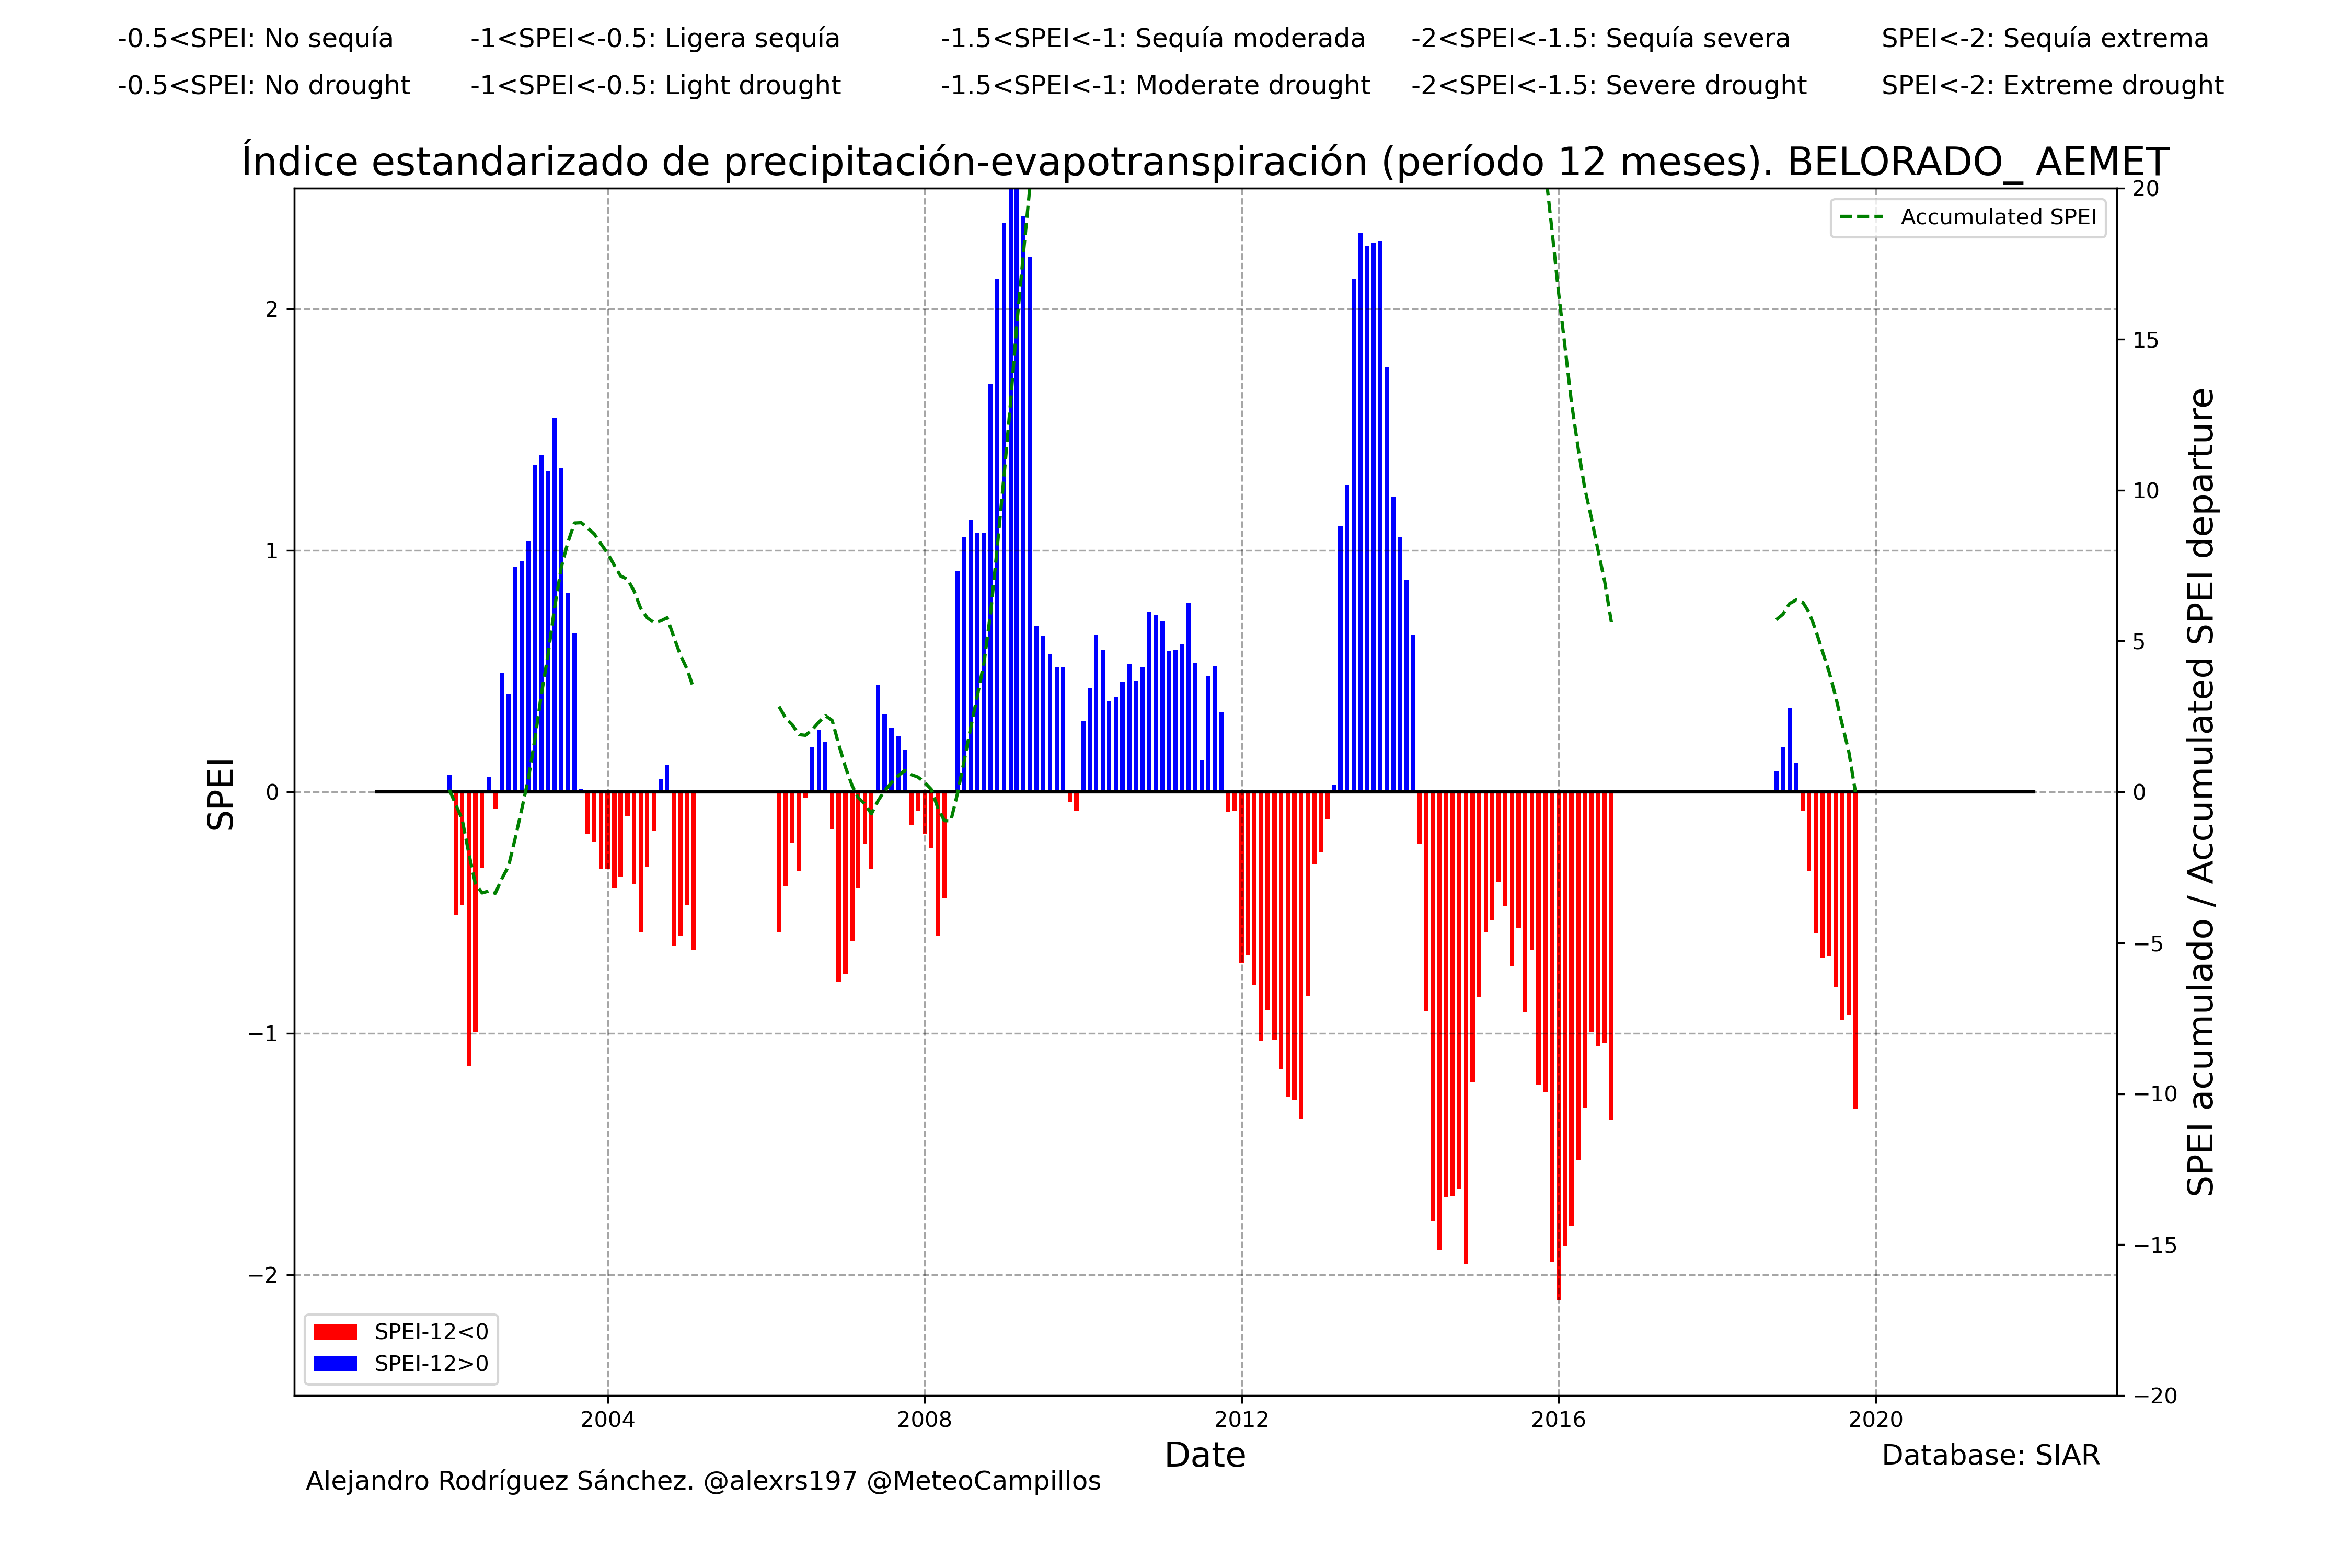 -0.5<SPEI: No sequía -1<SPEI<-0.5: Ligera sequía -1.5<SPEI<-1: Sequía moderada -2<SPEI<-1.5: Sequía severa SPEI<-2: Sequía extrema
-0.5<SPEI: No drought -1<SPEI<-0.5: Light drought -1.5<SPEI<-1: Moderate drought -2<SPEI<-1.5: Severe drought SPEI<-2: Extreme drought
Índice estandarizado de precipitación-evapotranspiración (período 12 meses). BELORADO_ AEMET
Accumulated SPEI
SPEI
2
1
0
−1
−2
20
15
10
5
0
−5
−10
−15
−20
SPEI acumulado / Accumulated SPEI departure
SPEI-12<0
SPEI-12>0
2004 2008 2012 2016 2020
Date
Database: SIAR
Alejandro Rodríguez Sánchez. @alexrs197 @MeteoCampillos